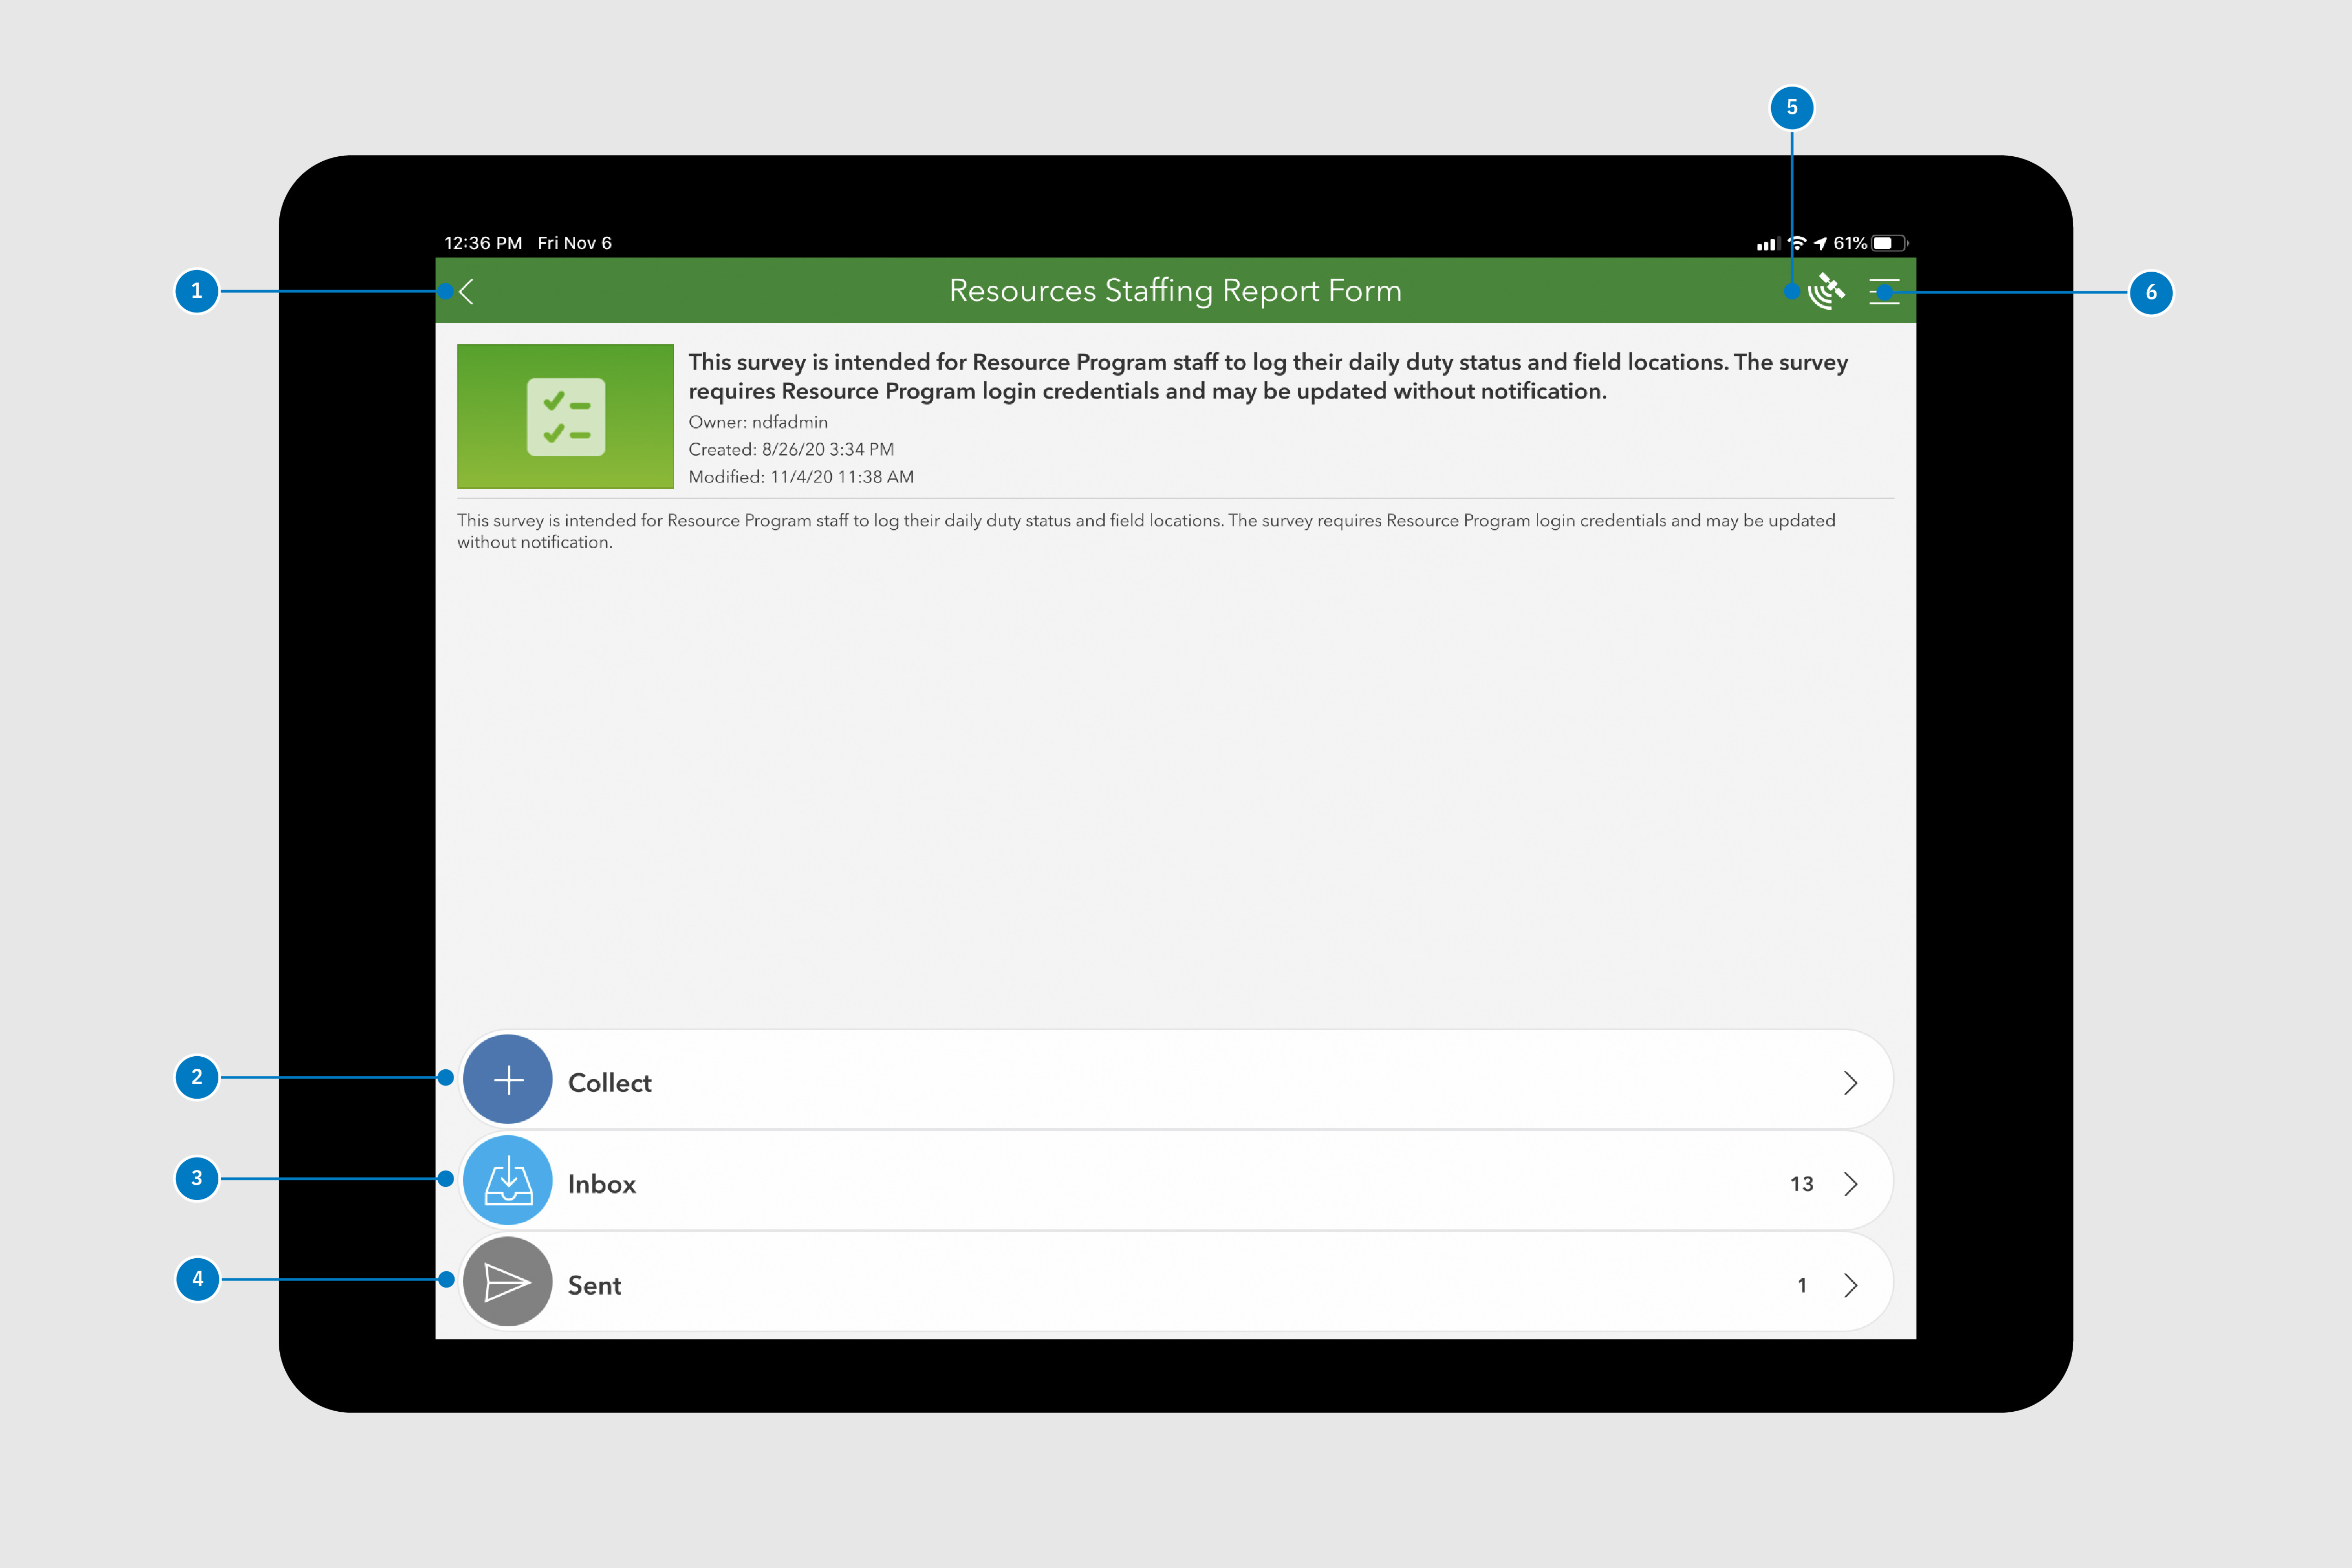 5
12:36 PM Fri Nov 6
61%
1
Resources Staffing Report Form
6
This survey is intended for Resource Program staff to log their daily duty status and field locations. The survey
requires Resource Program login credentials and may be updated without notification.
Owner: ndfadmin
Created: 8/26/20 3:34 PM
Modified: 11/4/20 11:38 AM
This survey is intended for Resource Program staff to log their daily duty status and field locations. The survey requires Resource Program login credentials and may be updated
without notification.
2
Collect
3
Inbox
13
4
Sent
1